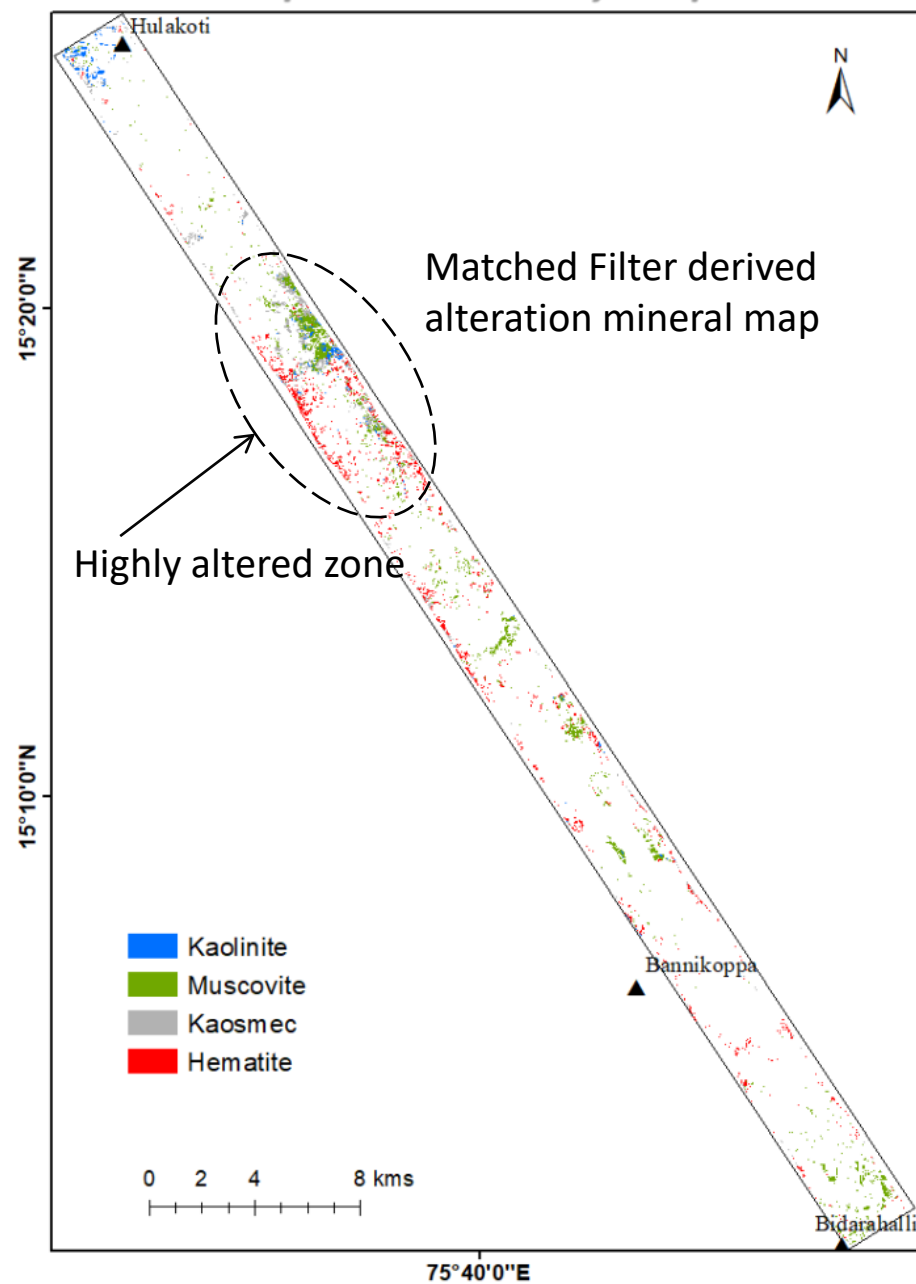 Hulakoti
N
15°20'0"N
Matched Filter derived
alteration mineral map
Highly altered zone
15°10'0"N
Kaolinite
Muscovite
Kaosmec
Hematite
Bannikoppa
0 2 4 8 kms
Bidarahalli
75°40'0"E